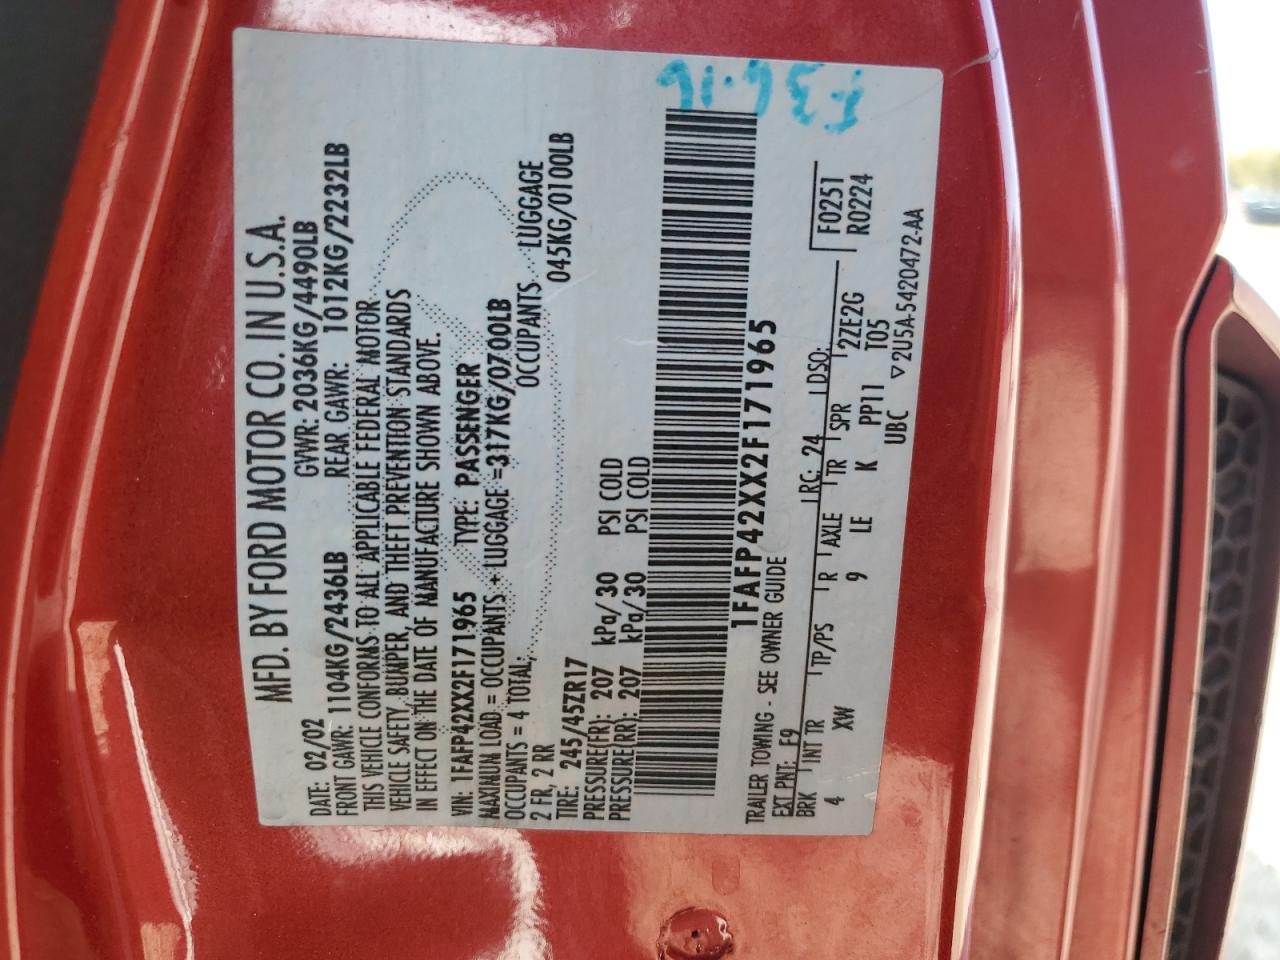 MFD. BY FORD MOTOR CO. IN U.S.A.
DATE: 02/02 GVWR: 2036KG/4490LB
FRONT GAWR: 1104KG/2436LB REAR GAWR: 1012KG/2232LB
THIS VEHICLE CONFORMS TO ALL APPLICABLE FEDERAL MOTOR
VEHICLE SAFETY, BUMPER, AND THEFT PREVENTION STANDARDS
IN EFFECT ON THE DATE OF MANUFACTURE SHOWN ABOVE.
VIN: 1FAFP42XX2F171965 TYPE: PASSENGER
MAXIMUN LOAD = OCCUPANTS + LUGGAGE =317KG/0700LB
OCCUPANTS = 4 TOTAL; OCCUPANTS LUGGAGE
2 FR, 2 RR 045KG/0100LB
TIRE: 245/45ZR17
PRESSURE(FR): 207 kPa/ 30 PSI COLD
PRESSURE(RR): 207 kPa/ 30 PSI COLD
1FAFP42XX2F171965
TRAILER TOWING - SEE OWNER GUIDE
EXT PNT: E9 RC: 24 DSO: F0251
BRK INT TR TP/PS R AXLE TR SPR 2ZE2G R0224
4 XW 9 LE K PP11 T05
UBC ▽2U5A-5420472-AA